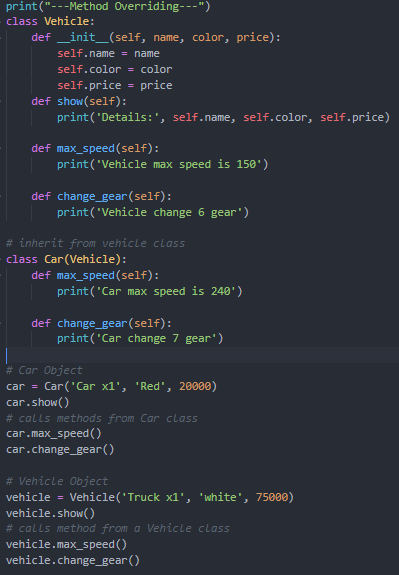 print("---Method Overriding---")
class Vehicle:
    def __init__(self, name, color, price):
        self.name = name
        self.color = color
        self.price = price
    def show(self):
        print('Details:', self.name, self.color, self.price)

    def max_speed(self):
        print('Vehicle max speed is 150')

    def change_gear(self):
        print('Vehicle change 6 gear')

# inherit from vehicle class
class Car(Vehicle):
    def max_speed(self):
        print('Car max speed is 240')

    def change_gear(self):
        print('Car change 7 gear')

# Car Object
car = Car('Car x1', 'Red', 20000)
car.show()
# calls methods from Car class
car.max_speed()
car.change_gear()

# Vehicle Object
vehicle = Vehicle('Truck x1', 'white', 75000)
vehicle.show()
# calls method from a Vehicle class
vehicle.max_speed()
vehicle.change_gear()